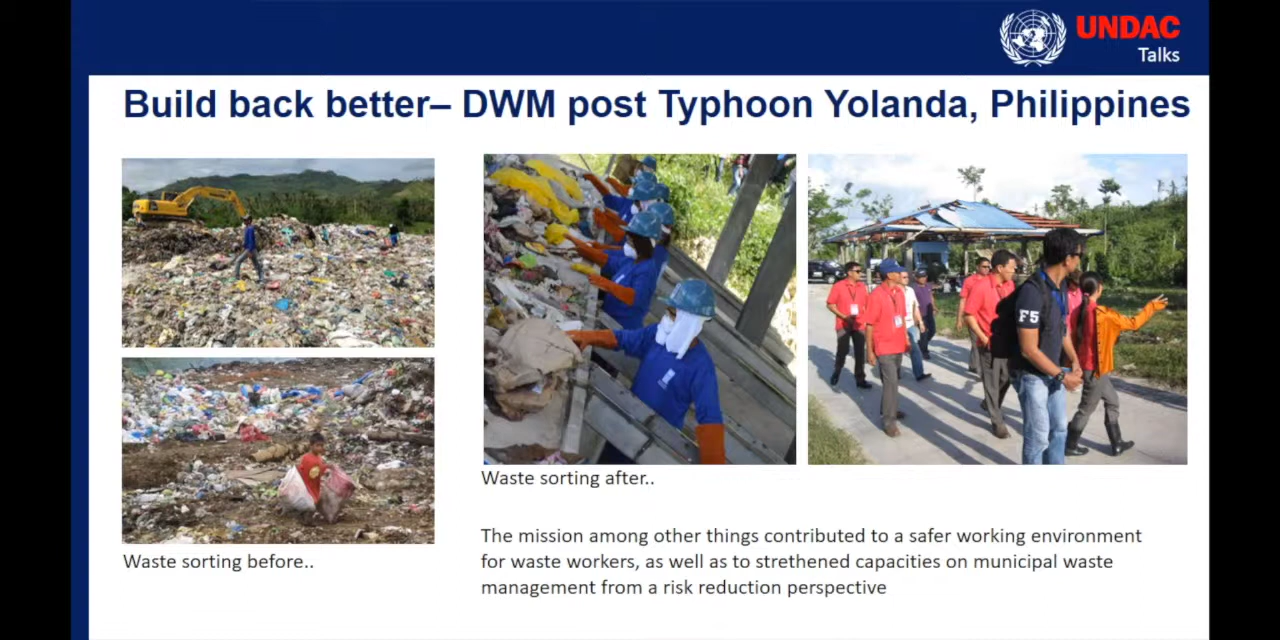 UNDAC
Talks
Build back better– DWM post Typhoon Yolanda, Philippines
F5
Waste sorting before..
Waste sorting after..
The mission among other things contributed to a safer working environment
for waste workers, as well as to strethened capacities on municipal waste
management from a risk reduction perspective